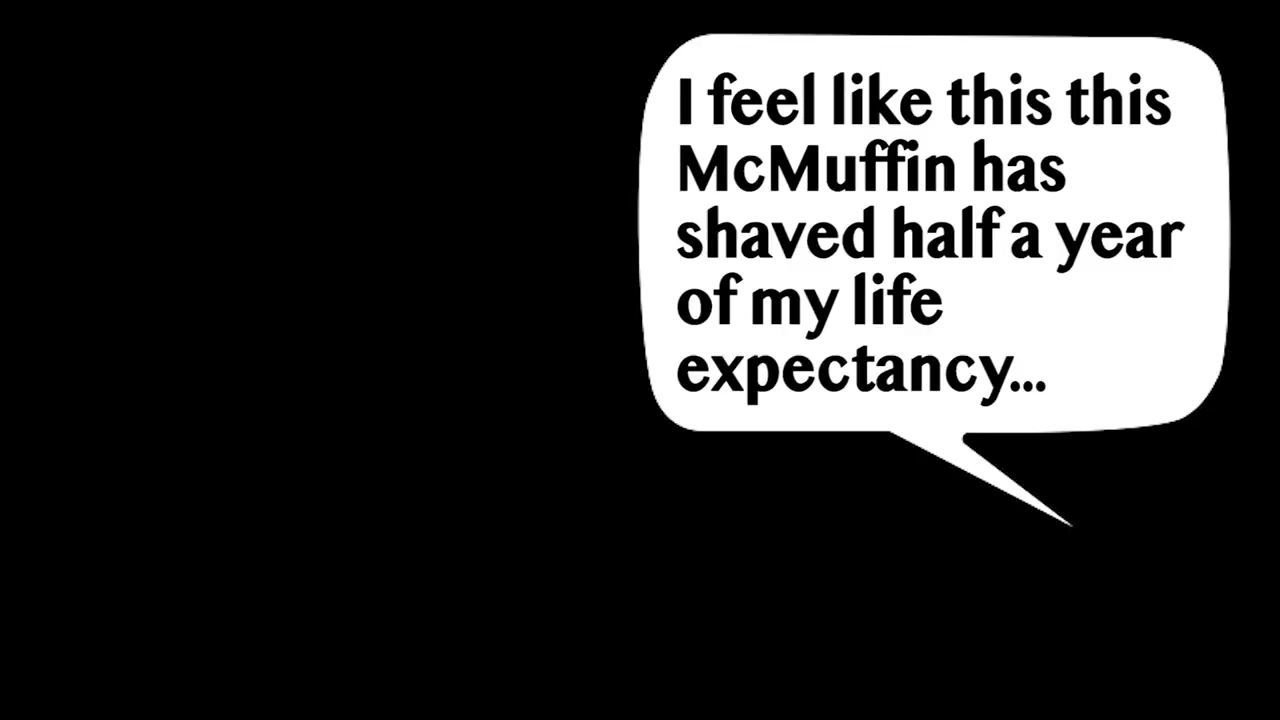 I feel like this this
McMuffin has
shaved half a year
of my life
expectancy...